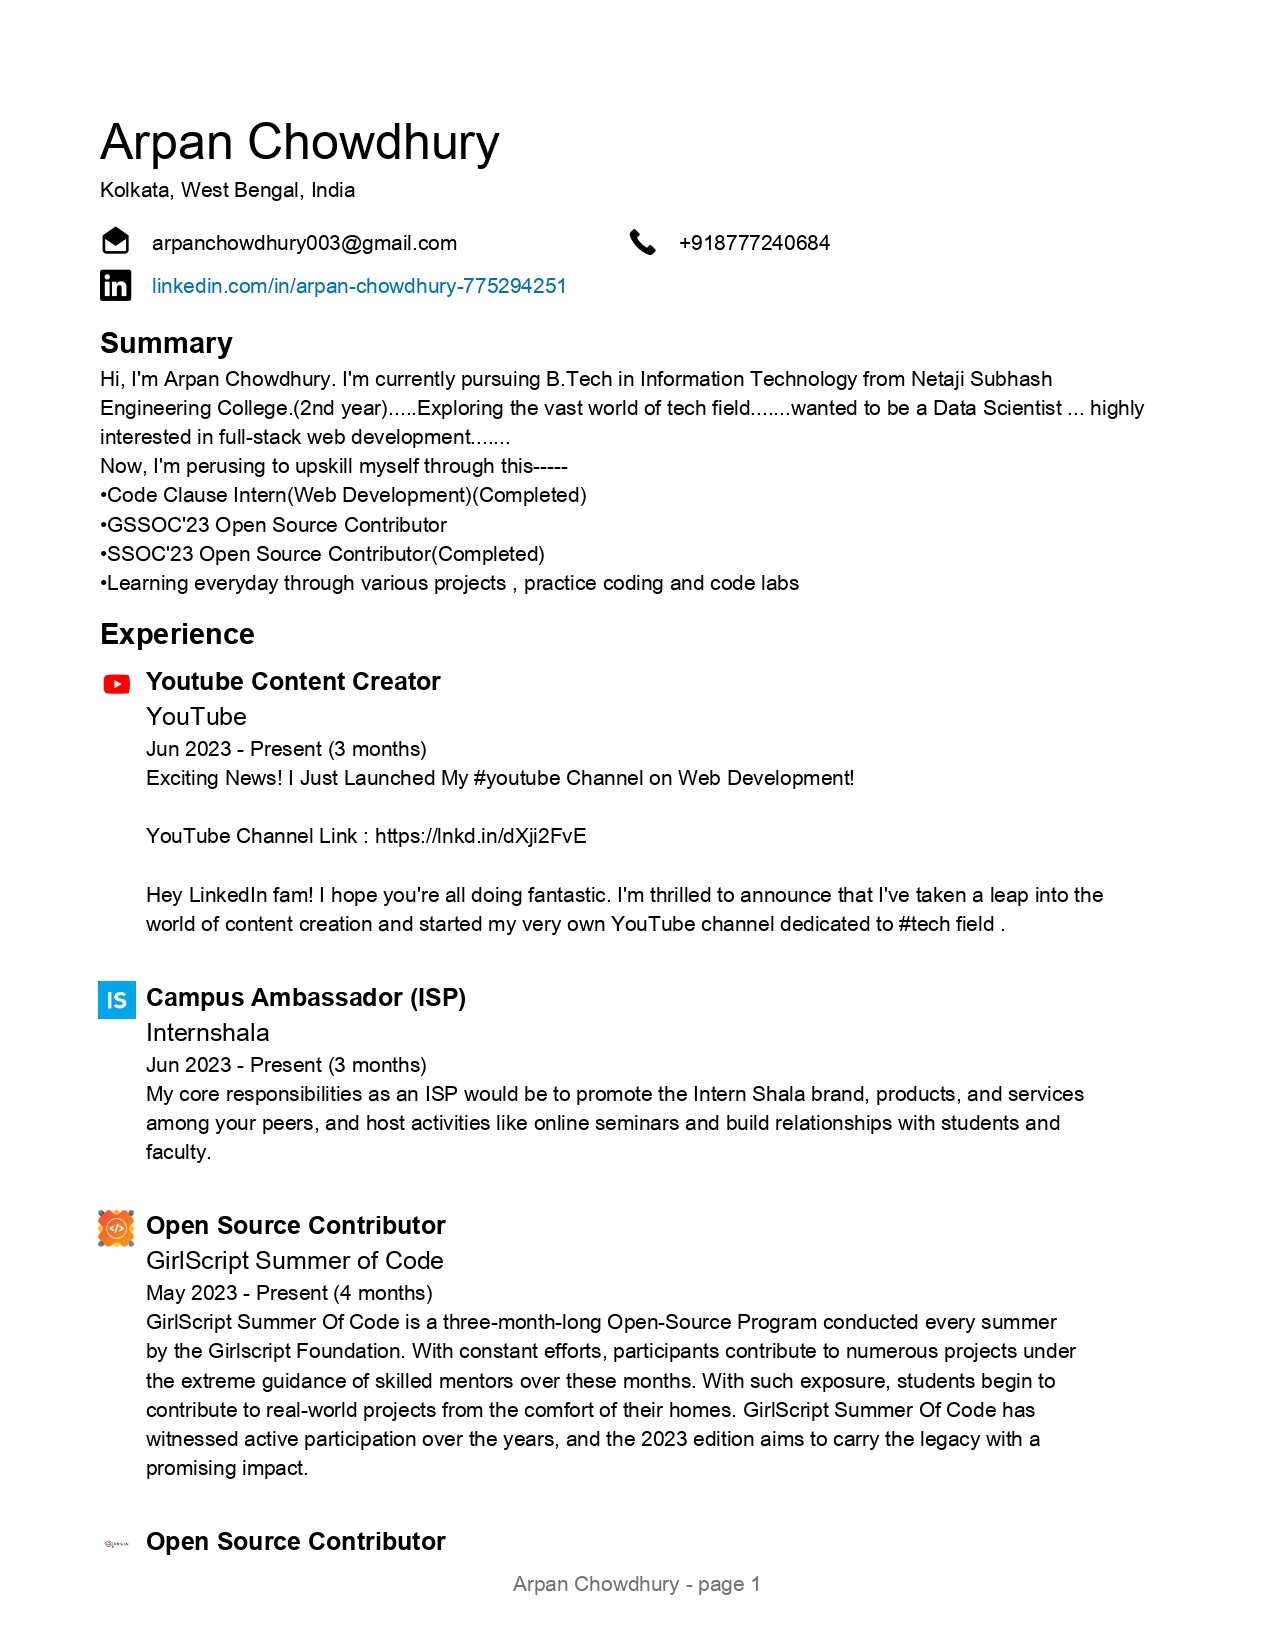 Arpan Chowdhury
Kolkata, West Bengal, India
arpanchowdhury003@gmail.com +918777240684
in linkedin.com/in/arpan-chowdhury-775294251
Summary
Hi, I'm Arpan Chowdhury. I'm currently pursuing B.Tech in Information Technology from Netaji Subhash
Engineering College.(2nd year).....Exploring the vast world of tech field.......wanted to be a Data Scientist ... highly
interested in full-stack web development.......
Now, I'm perusing to upskill myself through this-----
•Code Clause Intern(Web Development)(Completed)
•GSSOC'23 Open Source Contributor
•SSOC'23 Open Source Contributor(Completed)
•Learning everyday through various projects , practice coding and code labs
Experience
Youtube Content Creator
YouTube
Jun 2023 - Present (3 months)
Exciting News! I Just Launched My #youtube Channel on Web Development!
YouTube Channel Link : https://lnkd.in/dXji2FvE
Hey LinkedIn fam! I hope you're all doing fantastic. I'm thrilled to announce that I've taken a leap into the
world of content creation and started my very own YouTube channel dedicated to #tech field .
IS Campus Ambassador (ISP)
Internshala
Jun 2023 - Present (3 months)
My core responsibilities as an ISP would be to promote the Intern Shala brand, products, and services
among your peers, and host activities like online seminars and build relationships with students and
faculty.
</> Open Source Contributor
GirlScript Summer of Code
May 2023 - Present (4 months)
GirlScript Summer Of Code is a three-month-long Open-Source Program conducted every summer
by the Girlscript Foundation. With constant efforts, participants contribute to numerous projects under
the extreme guidance of skilled mentors over these months. With such exposure, students begin to
contribute to real-world projects from the comfort of their homes. GirlScript Summer Of Code has
witnessed active participation over the years, and the 2023 edition aims to carry the legacy with a
promising impact.
Open Source Contributor
Arpan Chowdhury - page 1